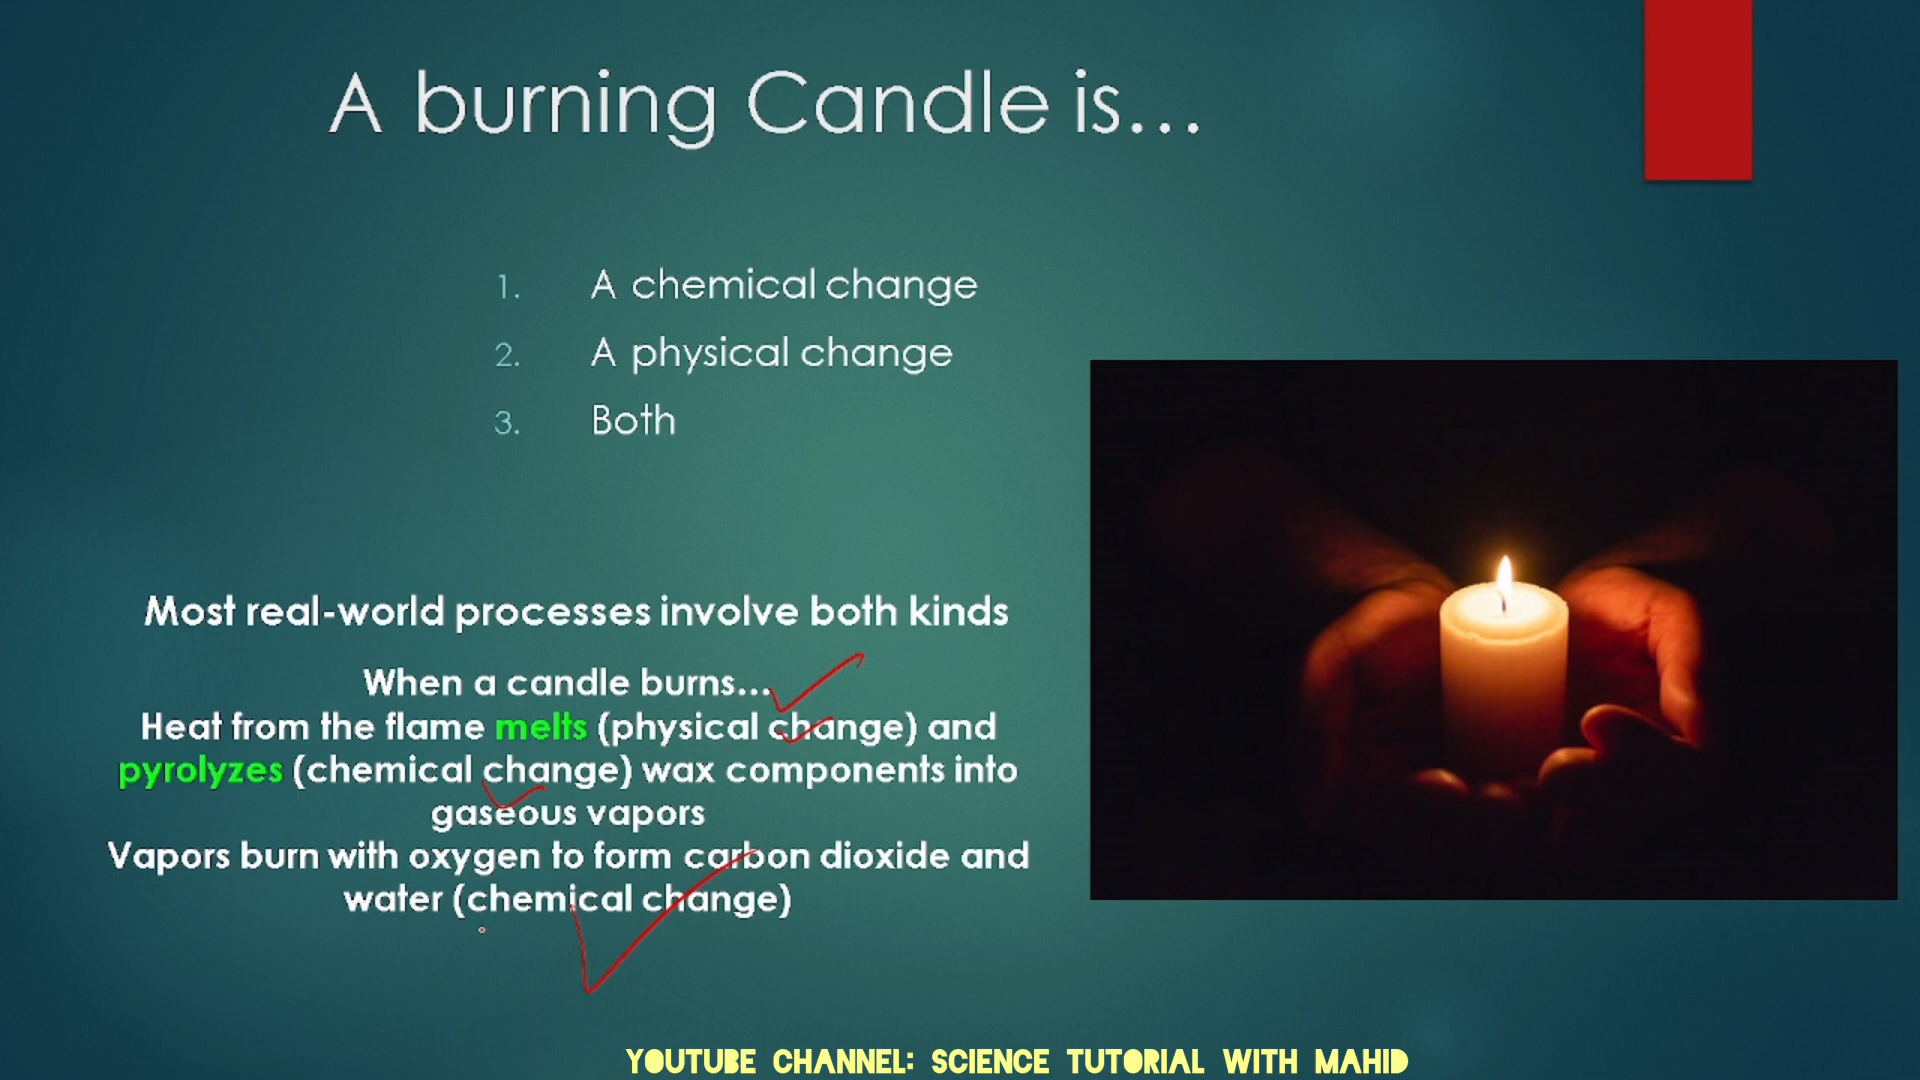 A burning Candle is...
1. A chemical change
2. A physical change
3. Both
Most real-world processes involve both kinds
When a candle burns...
Heat from the flame melts (physical change) and
pyrolyzes (chemical change) wax components into
gaseous vapors
Vapors burn with oxygen to form carbon dioxide and
water (chemical change)
YOUTUBE CHANNEL: SCIENCE TUTORIAL WITH MAHID